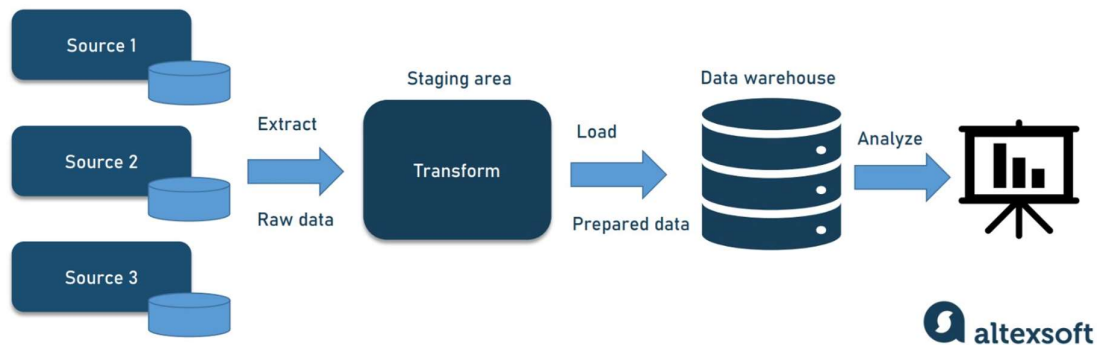 Source 1
Source 2
Source 3
Extract
Raw data
Staging area
Transform
Load
Prepared data
Data warehouse
Analyze
altexsoft